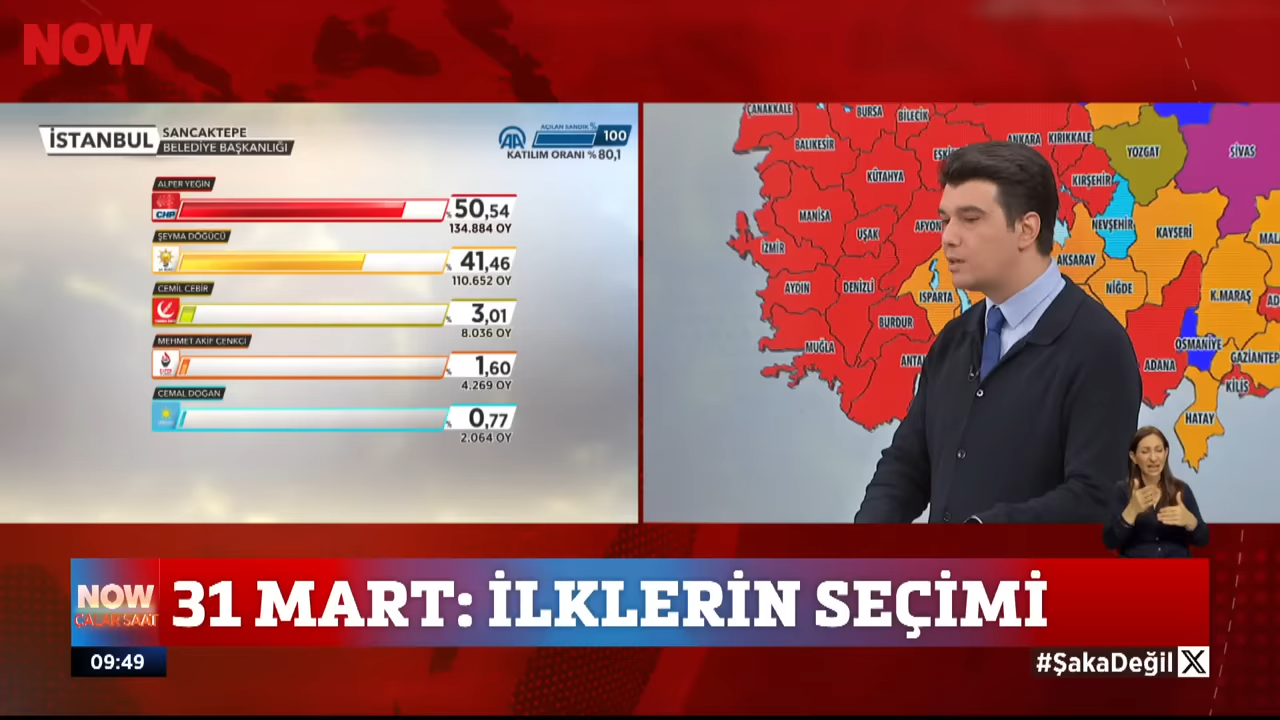 NOW
İSTANBUL
SANCAKTEPE
BELEDİYE BAŞKANLIĞI
AA
AÇILAN SANDIK %
100
KATILIM ORANI %80,1
ALPER YEĞİN
CHP
%50,54
134.884 OY
ŞEYMA DÖĞÜCÜ
%41,46
110.652 OY
CEMİL CEBİR
%3,01
8.036 OY
MEHMET AKİF CENKCİ
%1,60
4.269 OY
CEMAL DOĞAN
%0,77
2.064 OY
ÇANAKKALE
BURSA
BİLECİK
BALIKESİR
ESKİ
ANKARA
KIRIKKALE
YOZGAT
SİVAS
KÜTAHYA
KIRŞEHİR
MANİSA
UŞAK
AFYON
NEVŞEHİR
KAYSERİ
MALA
İZMİR
AKSARAY
AYDIN
DENİZLİ
ISPARTA
NİĞDE
K.MARAŞ
AD
BURDUR
OSMANİYE
MUĞLA
ANTA
ADANA
GAZİANTEP
KİLİS
HATAY
NOW
ÇALAR SAAT
31 MART: İLKLERİN SEÇİMİ
09:49
#ŞakaDeğil X